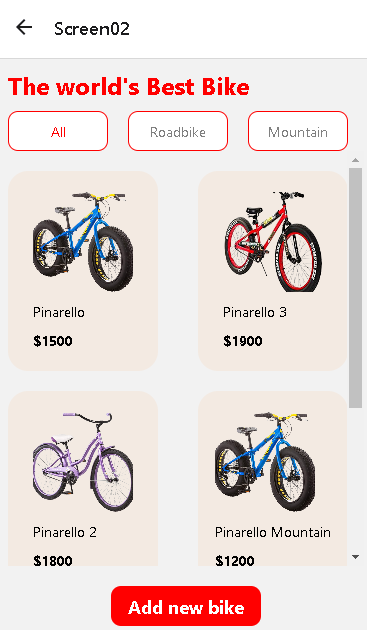 Screen02
The world's Best Bike
All Roadbike Mountain
Pinarello Pinarello 3
$1500 $1900
Pinarello 2 Pinarello Mountain
$1800 $1200
Add new bike